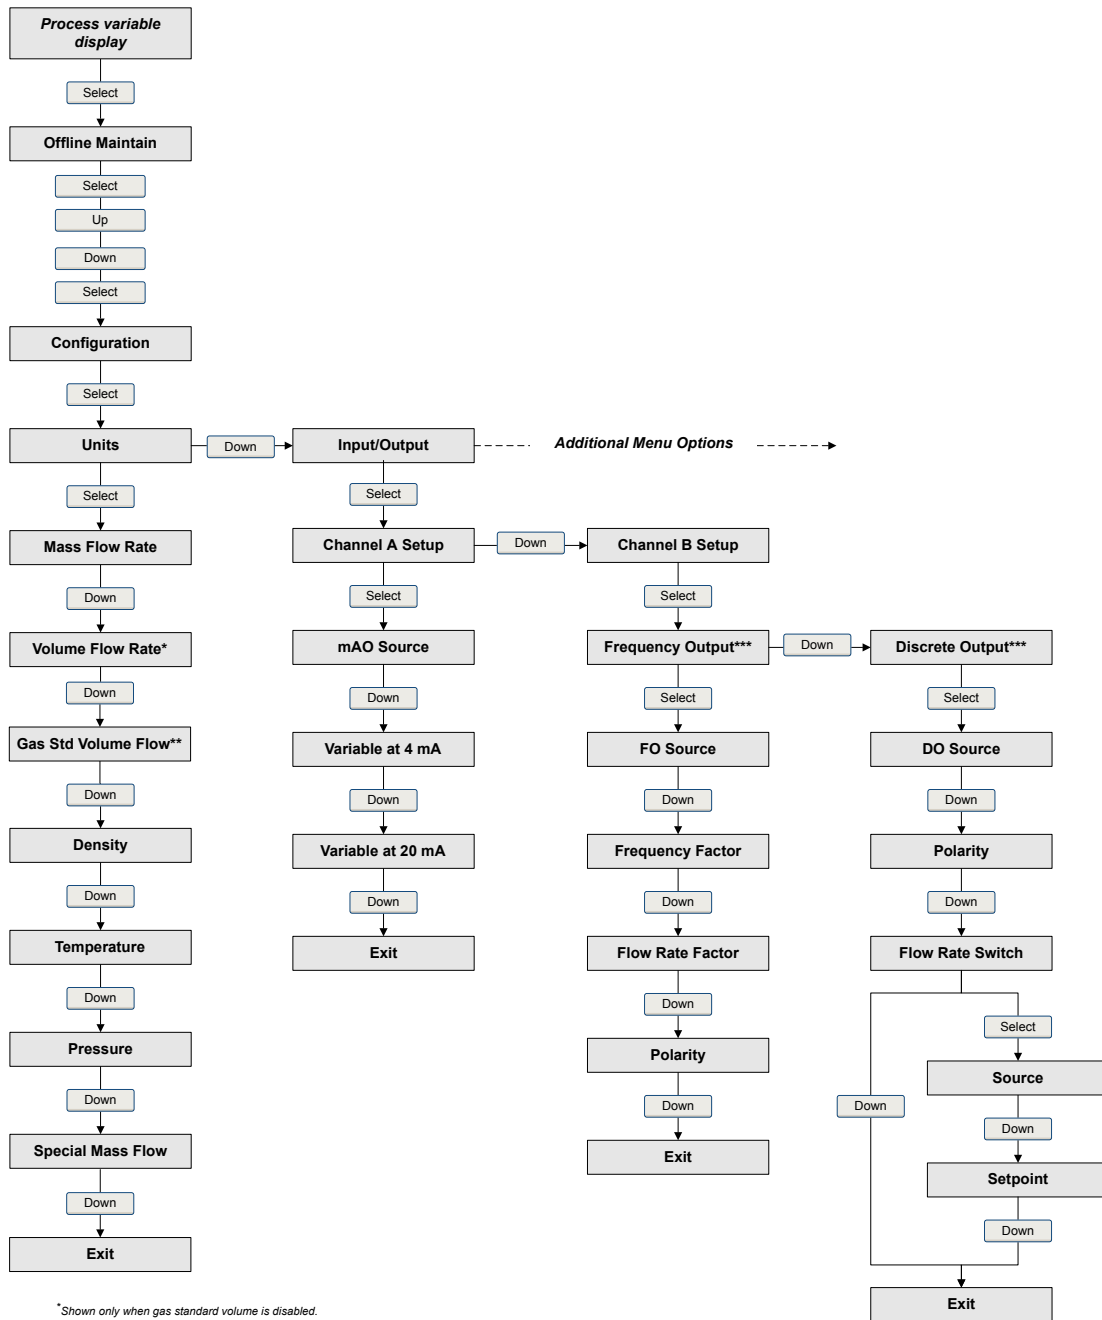 Process variable
display
Select
Offline Maintain
Select
Up
Down
Select
Configuration
Select
Units
Down
Input/Output
Additional Menu Options
Select
Mass Flow Rate
Down
Volume Flow Rate*
Down
Gas Std Volume Flow**
Down
Density
Down
Temperature
Down
Pressure
Down
Special Mass Flow
Down
Exit
Select
Channel A Setup
Down
Channel B Setup
Select
mAO Source
Down
Variable at 4 mA
Down
Variable at 20 mA
Down
Exit
Select
Frequency Output***
Down
Discrete Output***
Select
FO Source
Down
Frequency Factor
Down
Flow Rate Factor
Down
Polarity
Down
Exit
Select
DO Source
Down
Polarity
Down
Flow Rate Switch
Select
Source
Down
Down
Setpoint
Down
Exit
*Shown only when gas standard volume is disabled.